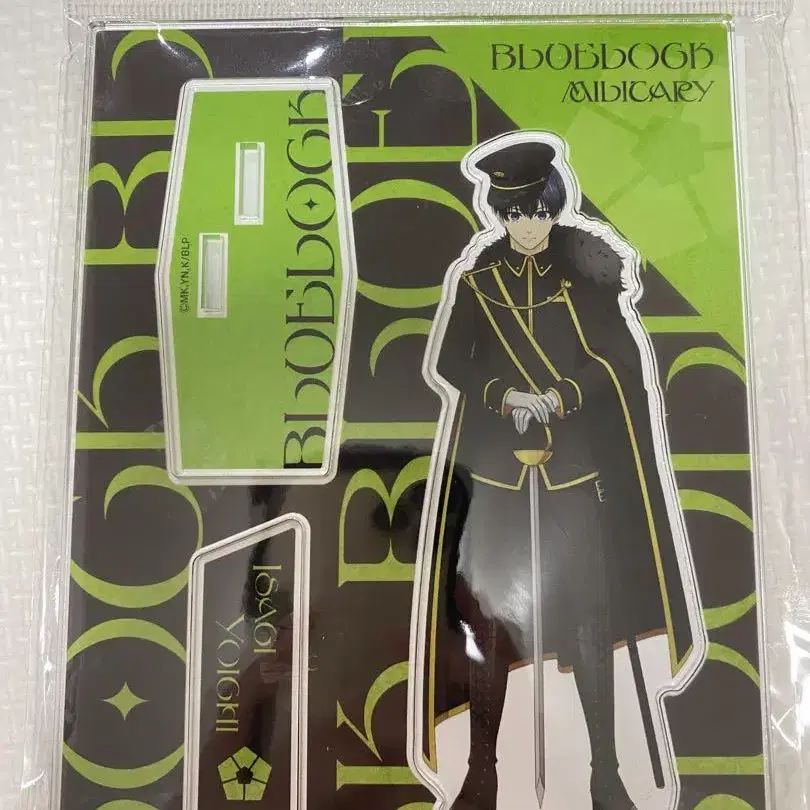 BLUELOCK
MILITARY
BLUELOCK
©MK,YN,K/BLP
ISAGI
YOICHI